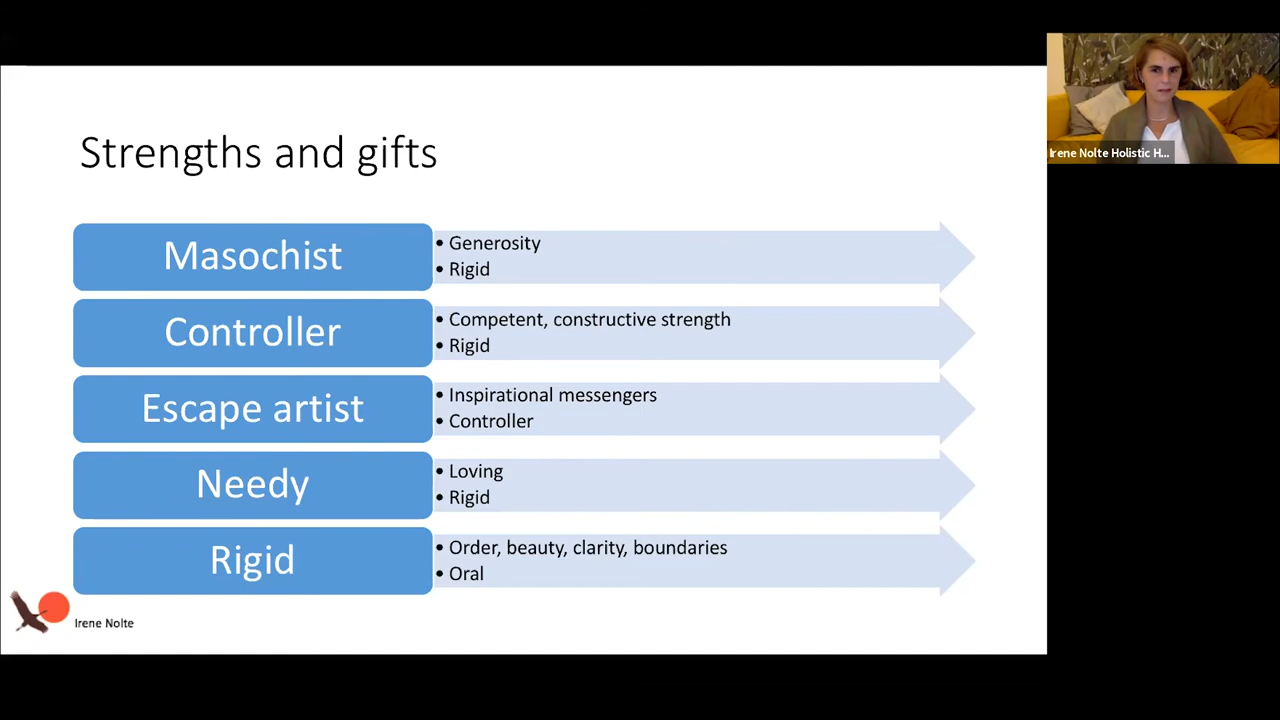 Strengths and gifts
Masochist
• Generosity
• Rigid
Controller
• Competent, constructive strength
• Rigid
Escape artist
• Inspirational messengers
• Controller
Needy
• Loving
• Rigid
Rigid
• Order, beauty, clarity, boundaries
• Oral
Irene Nolte
Irene Nolte Holistic H...